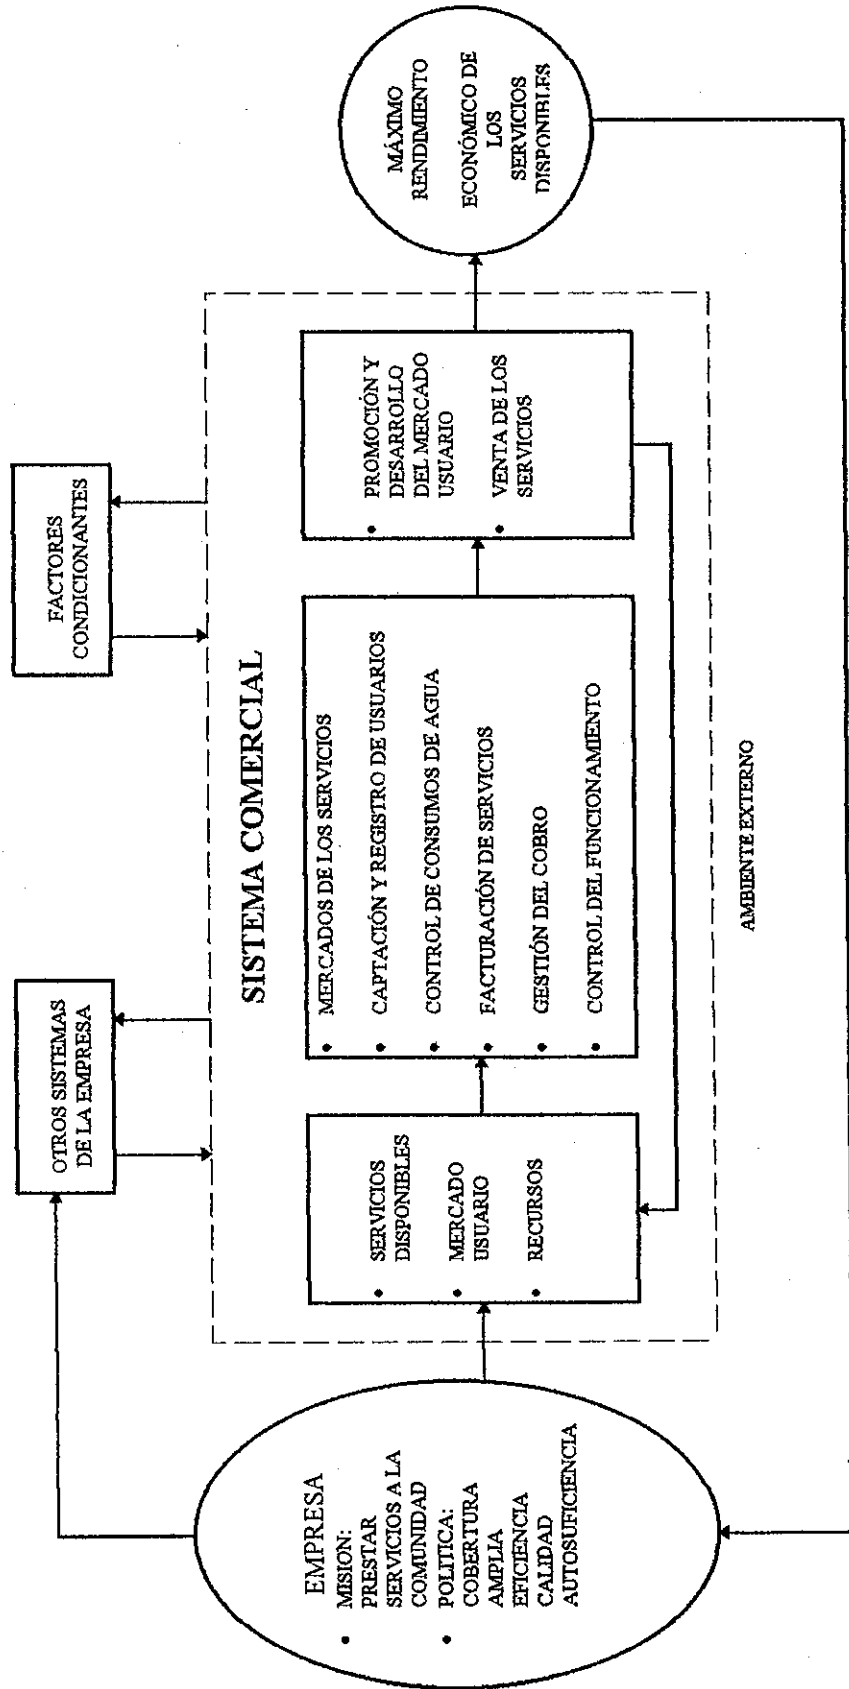 OTROS SISTEMAS
DE LA EMPRESA
FACTORES
CONDICIONANTES
EMPRESA
• MISION:
PRESTAR
SERVICIOS A LA
COMUNIDAD
• POLITICA:
COBERTURA
AMPLIA
EFICIENCIA
CALIDAD
AUTOSUFICIENCIA
SISTEMA COMERCIAL
• SERVICIOS
DISPONIBLES
• MERCADO
USUARIO
• RECURSOS
• MERCADOS DE LOS SERVICIOS
• CAPTACIÓN Y REGISTRO DE USUARIOS
• CONTROL DE CONSUMOS DE AGUA
• FACTURACIÓN DE SERVICIOS
• GESTIÓN DEL COBRO
• CONTROL DEL FUNCIONAMIENTO
• PROMOCIÓN Y
DESARROLLO
DEL MERCADO
USUARIO
• VENTA DE LOS
SERVICIOS
MÁXIMO
RENDIMIENTO
ECONÓMICO DE
LOS
SERVICIOS
DISPONIBLES
AMBIENTE EXTERNO